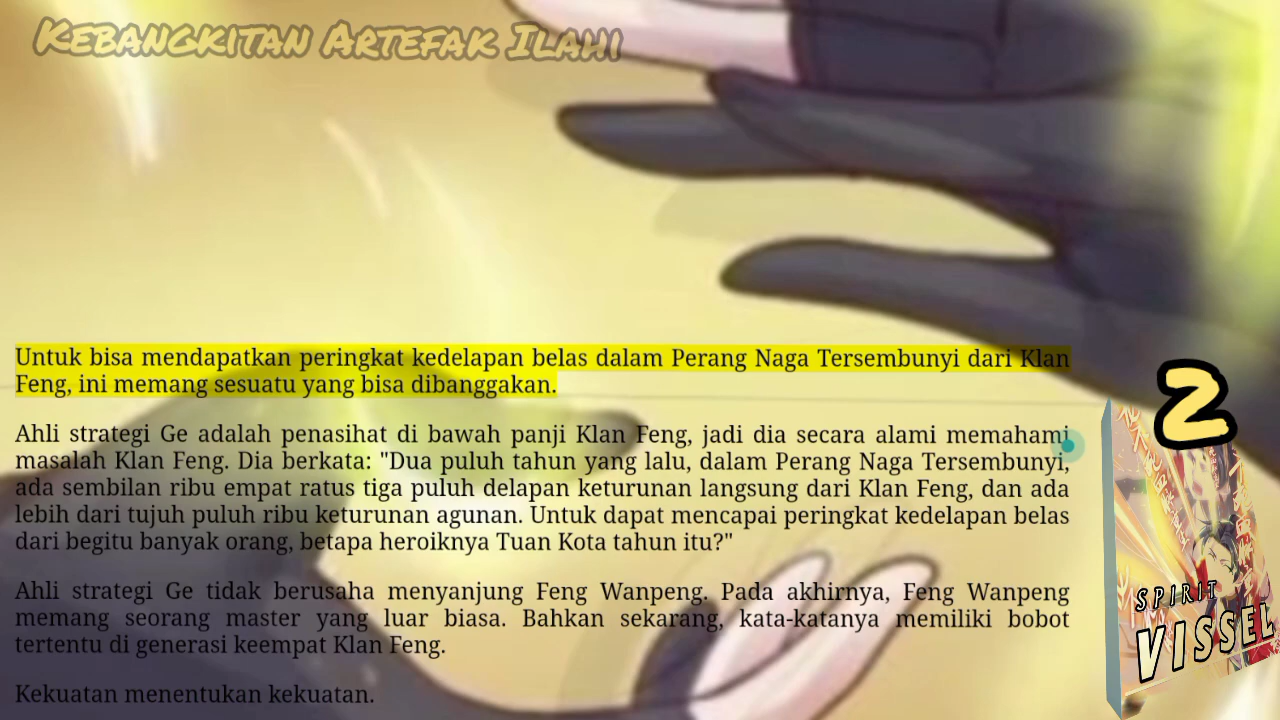 Kebangkitan Artefak Ilahi
Untuk bisa mendapatkan peringkat kedelapan belas dalam Perang Naga Tersembunyi dari Klan
Feng, ini memang sesuatu yang bisa dibanggakan.
Ahli strategi Ge adalah penasihat di bawah panji Klan Feng, jadi dia secara alami memahami
masalah Klan Feng. Dia berkata: "Dua puluh tahun yang lalu, dalam Perang Naga Tersembunyi,
ada sembilan ribu empat ratus tiga puluh delapan keturunan langsung dari Klan Feng, dan ada
lebih dari tujuh puluh ribu keturunan agunan. Untuk dapat mencapai peringkat kedelapan belas
dari begitu banyak orang, betapa heroiknya Tuan Kota tahun itu?"
Ahli strategi Ge tidak berusaha menyanjung Feng Wanpeng. Pada akhirnya, Feng Wanpeng
memang seorang master yang luar biasa. Bahkan sekarang, kata-katanya memiliki bobot
tertentu di generasi keempat Klan Feng.
Kekuatan menentukan kekuatan.
2
SPIRIT
VISSEL